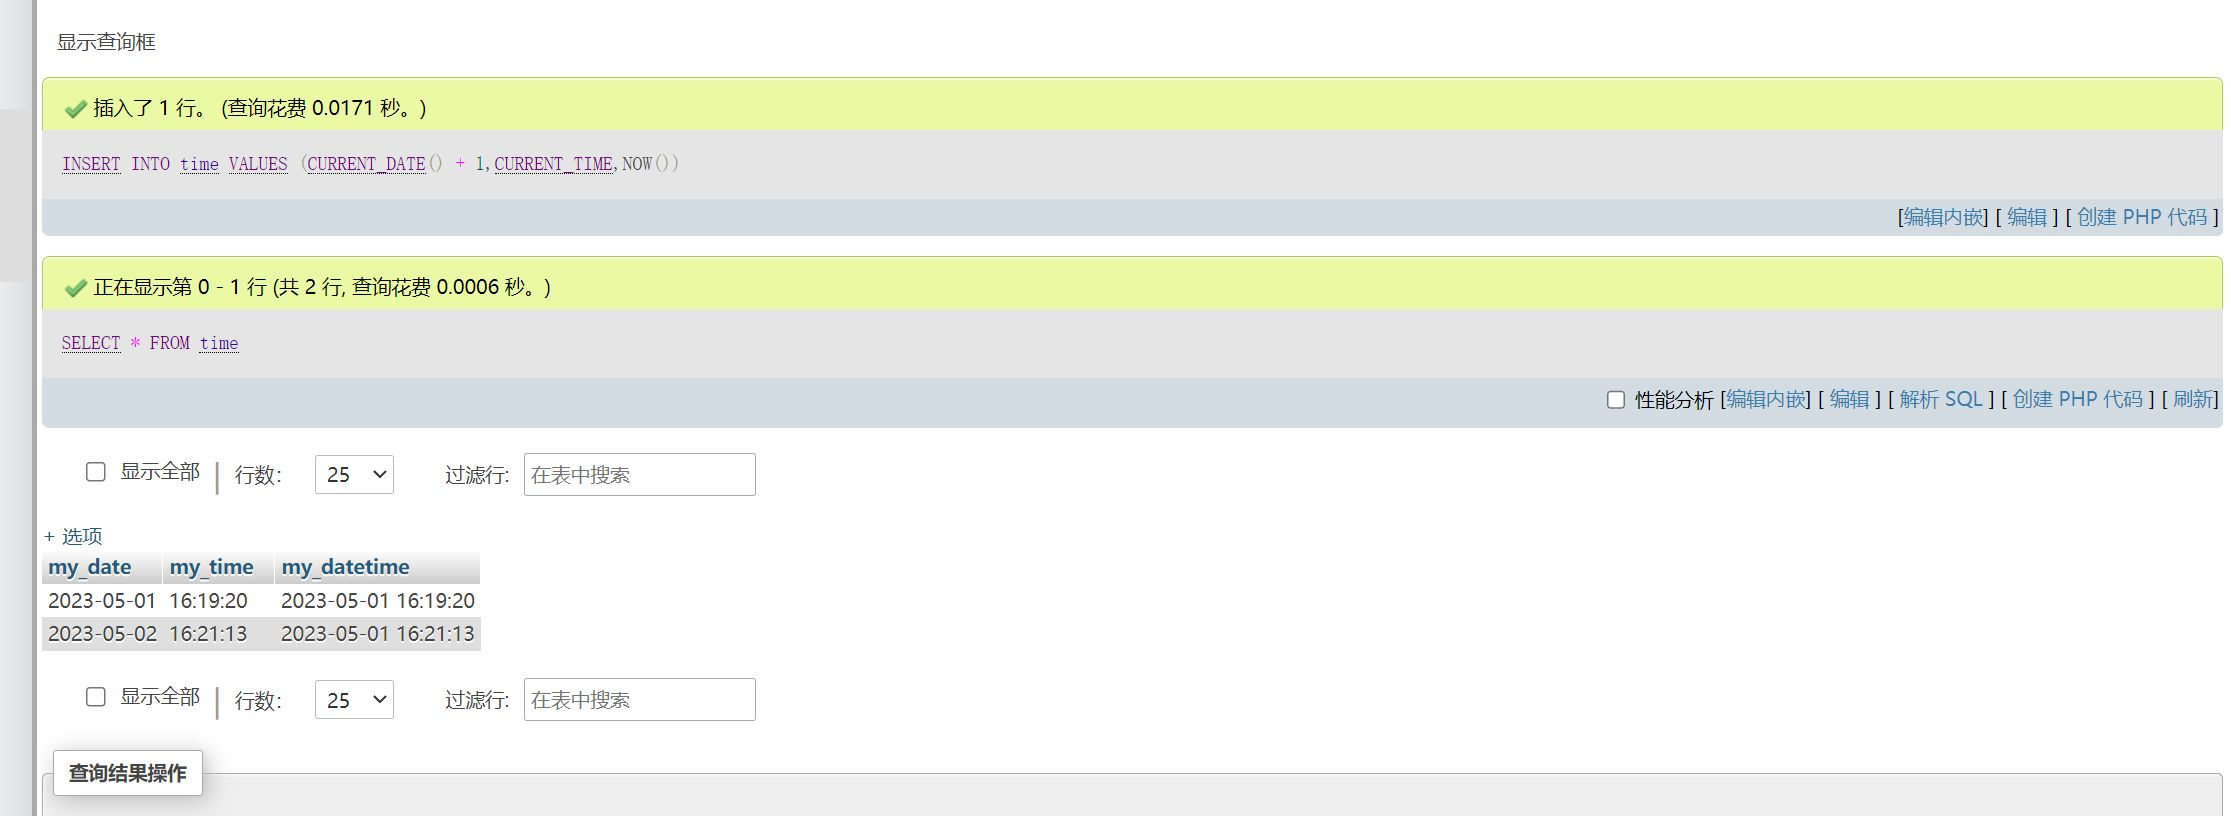 显示查询框
插入了 1 行。 (查询花费 0.0171 秒。)
INSERT INTO time VALUES (CURRENT_DATE() + 1,CURRENT_TIME,NOW())
[编辑内嵌] [ 编辑 ] [ 创建 PHP 代码 ]
正在显示第 0 - 1 行 (共 2 行, 查询花费 0.0006 秒。)
SELECT * FROM time
性能分析 [编辑内嵌] [ 编辑 ] [ 解析 SQL ] [ 创建 PHP 代码 ] [ 刷新]
显示全部 | 行数: 25 过滤行: 在表中搜索
+ 选项
my_date my_time my_datetime
2023-05-01 16:19:20 2023-05-01 16:19:20
2023-05-02 16:21:13 2023-05-01 16:21:13
显示全部 | 行数: 25 过滤行: 在表中搜索
查询结果操作